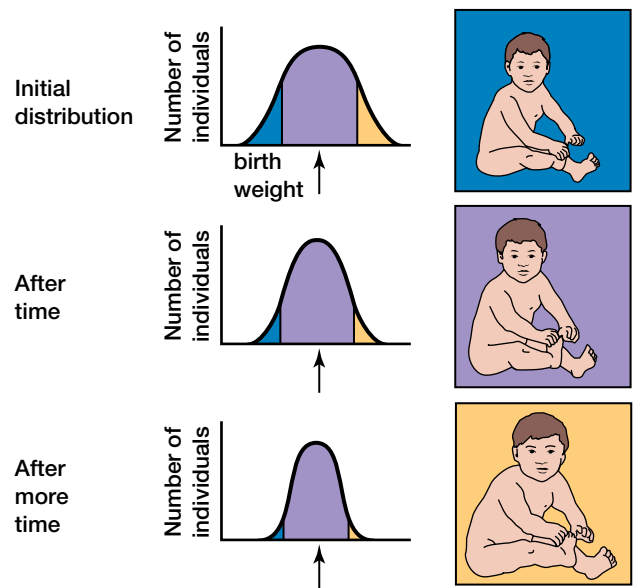 Initial
distribution
Number of
individuals
birth
weight
After
time
Number of
individuals
After
more
time
Number of
individuals